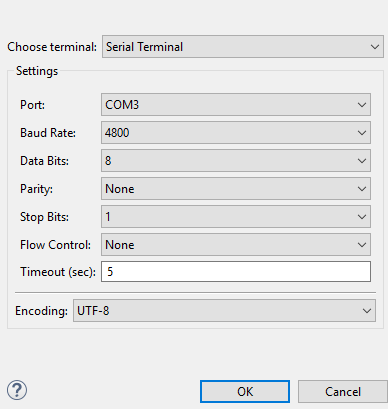 Choose terminal: Serial Terminal
Settings
Port: COM3
Baud Rate: 4800
Data Bits: 8
Parity: None
Stop Bits: 1
Flow Control: None
Timeout (sec): 5
Encoding: UTF-8
? OK Cancel